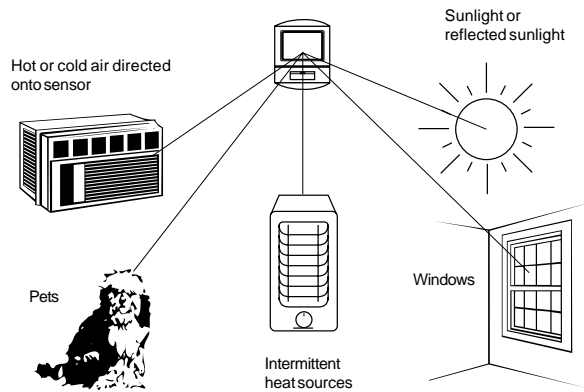 Sunlight or
reflected sunlight
Hot or cold air directed
onto sensor
Pets
Windows
Intermittent
heat sources